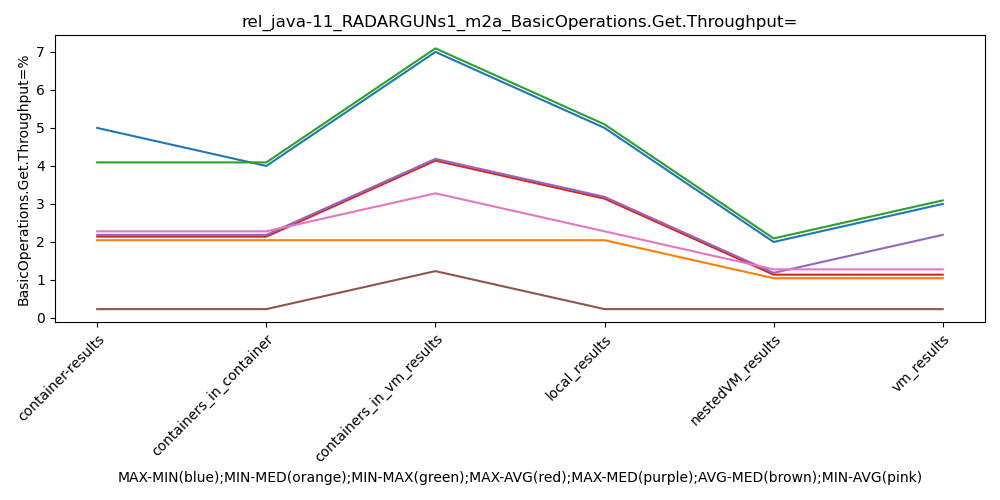 rel_java-11_RADARGUNs1_m2a_BasicOperations.Get.Throughput=
BasicOperations.Get.Throughput=%
7
6
5
4
3
2
1
0
container-results
containers_in_container
containers_in_vm_results
local_results
nestedVM_results
vm_results
MAX-MIN(blue);MIN-MED(orange);MIN-MAX(green);MAX-AVG(red);MAX-MED(purple);AVG-MED(brown);MIN-AVG(pink)